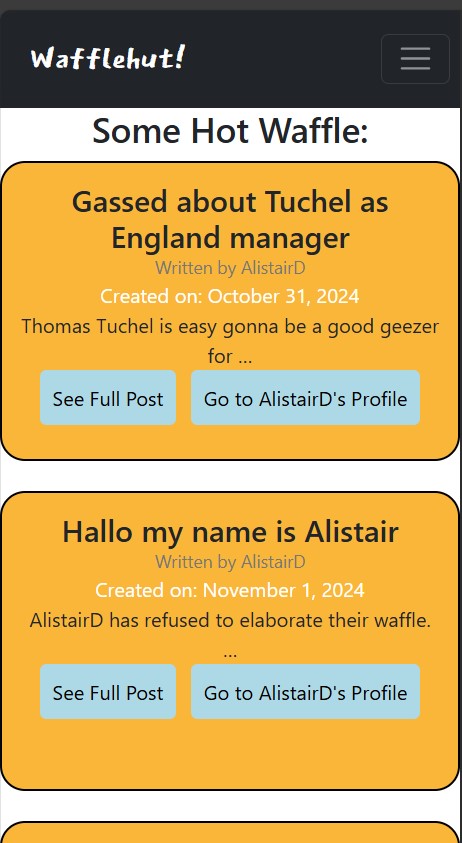 Wafflehut!
Some Hot Waffle:
Gassed about Tuchel as
England manager
Written by AlistairD
Created on: October 31, 2024
Thomas Tuchel is easy gonna be a good geezer
for ...
See Full Post
Go to AlistairD's Profile
Hallo my name is Alistair
Written by AlistairD
Created on: November 1, 2024
AlistairD has refused to elaborate their waffle.
...
See Full Post
Go to AlistairD's Profile